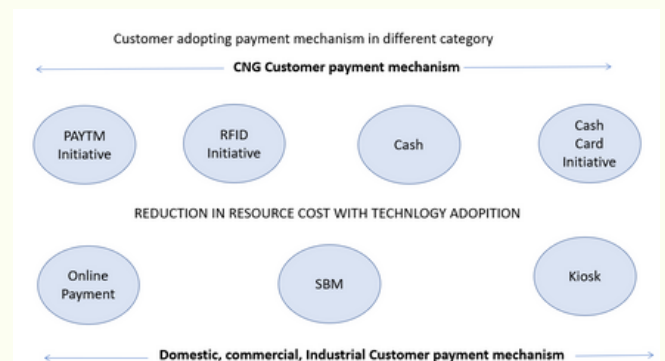 Customer adopting payment mechanism in different category
CNG Customer payment mechanism
PAYTM
Initiative
RFID
Initiative
Cash
Cash
Card
Initiative
REDUCTION IN RESOURCE COST WITH TECHNLOGY ADOPITION
Online
Payment
SBM
Kiosk
Domestic, commercial, Industrial Customer payment mechanism